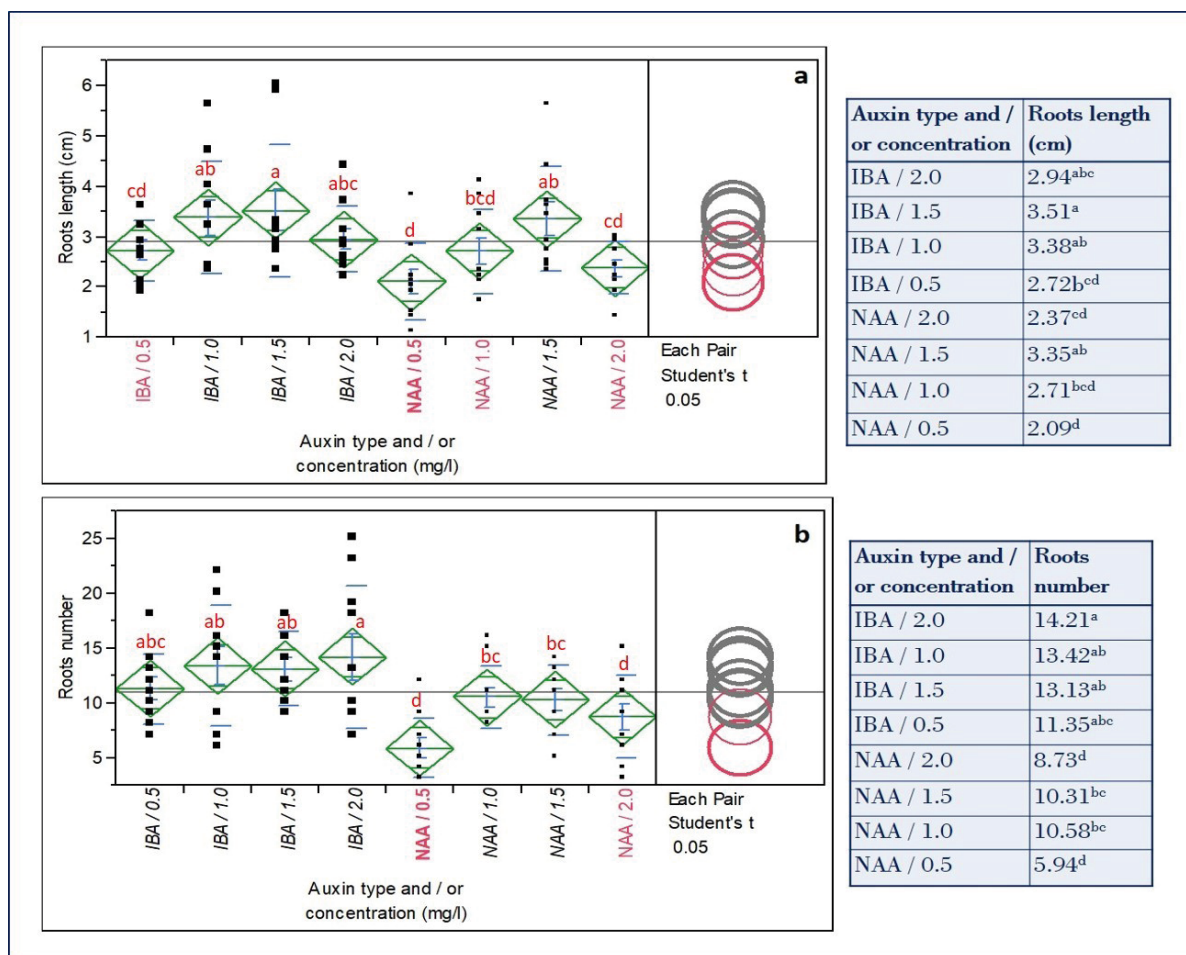 a
Roots length (cm)
6
5
4
3
2
1
cd
ab
a
abc
d
bcd
ab
cd
IBA / 0.5
IBA / 1.0
IBA / 1.5
IBA / 2.0
NAA / 0.5
NAA / 1.0
NAA / 1.5
NAA / 2.0
Each Pair
Student's t
0.05
Auxin type and / or
concentration (mg/l)
Auxin type and / or concentration Roots length (cm)
IBA / 2.0 2.94abc
IBA / 1.5 3.51a
IBA / 1.0 3.38ab
IBA / 0.5 2.72bcd
NAA / 2.0 2.37cd
NAA / 1.5 3.35ab
NAA / 1.0 2.71bcd
NAA / 0.5 2.09d
b
Roots number
25
20
15
10
5
abc
ab
ab
a
d
bc
bc
d
IBA / 0.5
IBA / 1.0
IBA / 1.5
IBA / 2.0
NAA / 0.5
NAA / 1.0
NAA / 1.5
NAA / 2.0
Each Pair
Student's t
0.05
Auxin type and / or
concentration (mg/l)
Auxin type and / or concentration Roots number
IBA / 2.0 14.21a
IBA / 1.0 13.42ab
IBA / 1.5 13.13ab
IBA / 0.5 11.35abc
NAA / 2.0 8.73d
NAA / 1.5 10.31bc
NAA / 1.0 10.58bc
NAA / 0.5 5.94d